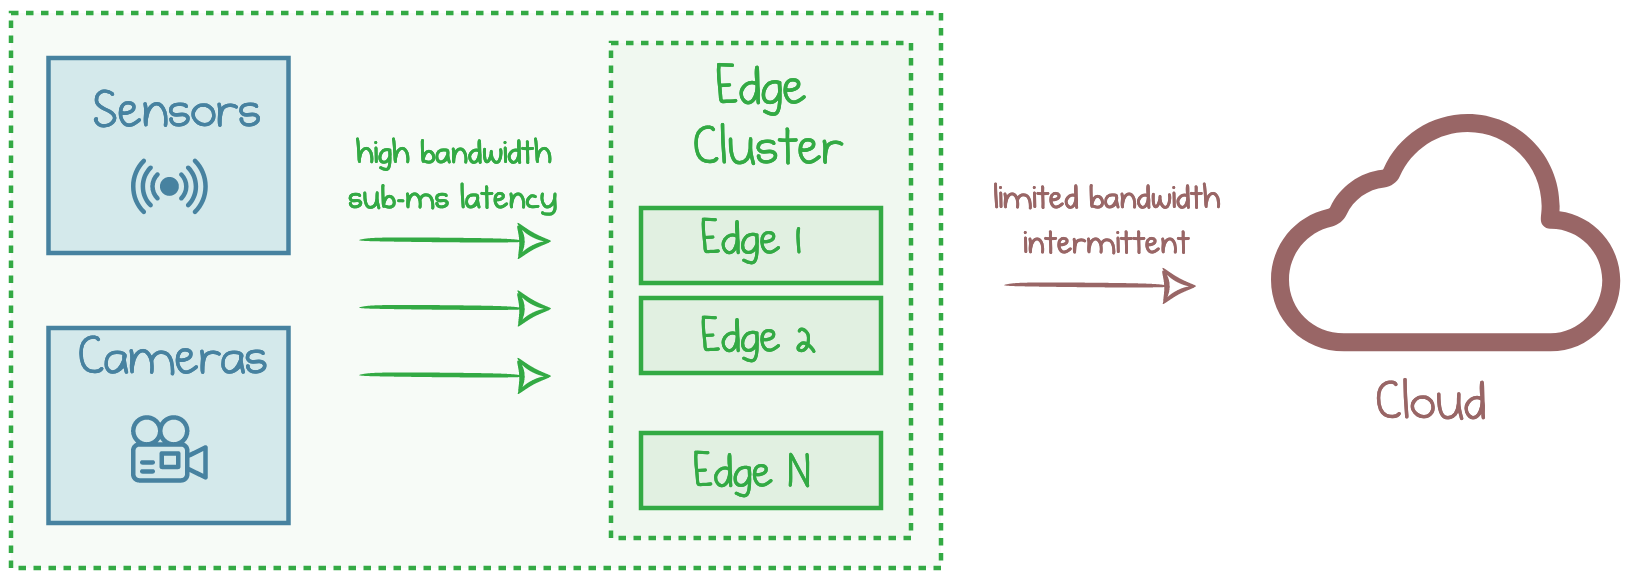 Sensors
Cameras
high bandwidth
sub-ms latency
Edge
Cluster
Edge 1
Edge 2
Edge N
limited bandwidth
intermittent
Cloud